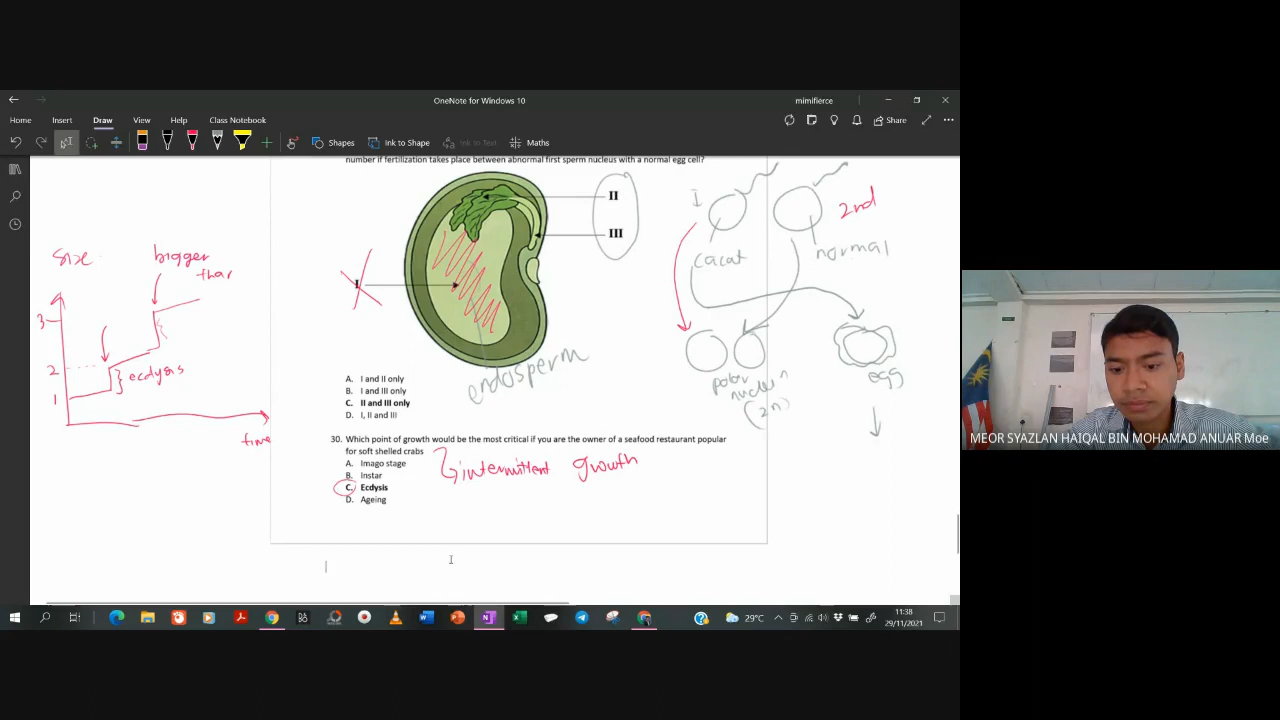 OneNote for Windows 10
mimifierce
Home Insert Draw View Help Class Notebook
Share
Shapes Ink to Shape Ink to Text Maths
number if fertilization takes place between abnormal first sperm nucleus with a normal egg cell?
II
III
I
I
2nd
cacat
normal
polar
nuclei n
(2n)
egg
endosperm
Size
bigger
than
3
2
1
ecdysis
time
A. I and II only
B. I and III only
C. II and III only
D. I, II and III
30. Which point of growth would be the most critical if you are the owner of a seafood restaurant popular
for soft shelled crabs
A. Imago stage
B. Instar
C. Ecdysis
D. Ageing
intermittent growth
29°C
11:38
29/11/2021
MEOR SYAZLAN HAIQAL BIN MOHAMAD ANUAR Moe